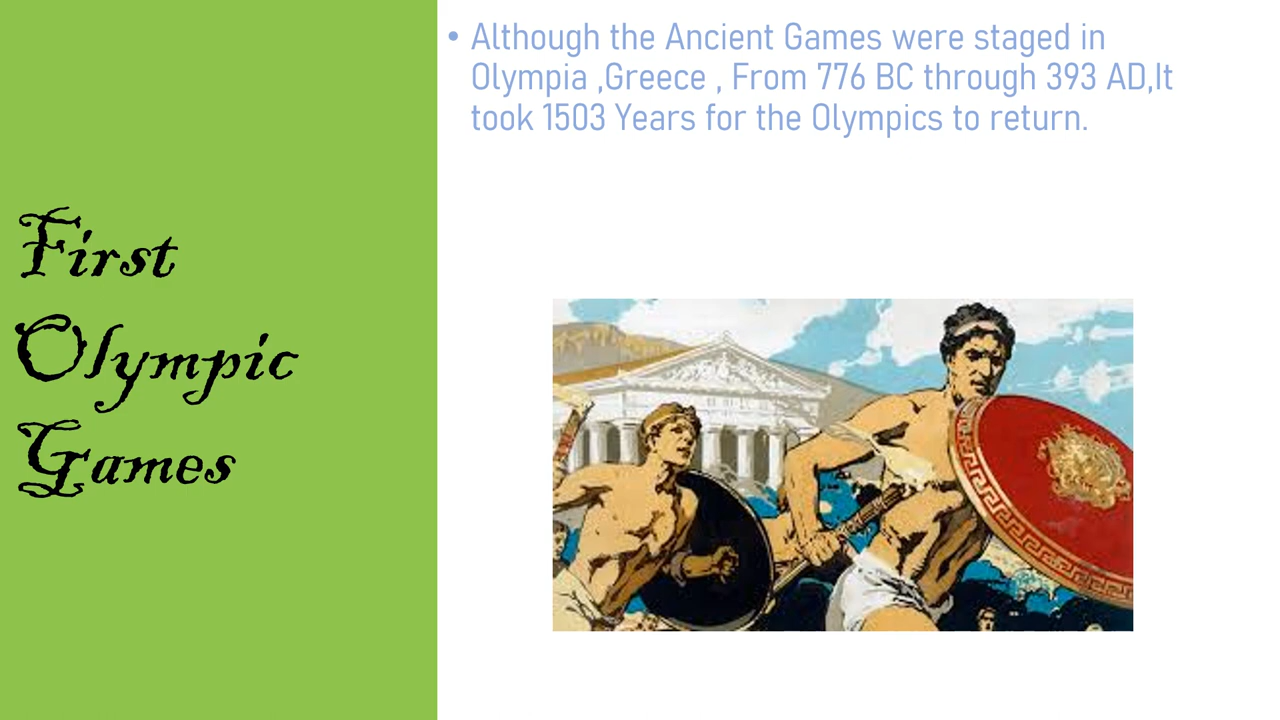 First
Olympic
Games
• Although the Ancient Games were staged in
Olympia ,Greece , From 776 BC through 393 AD,It
took 1503 Years for the Olympics to return.